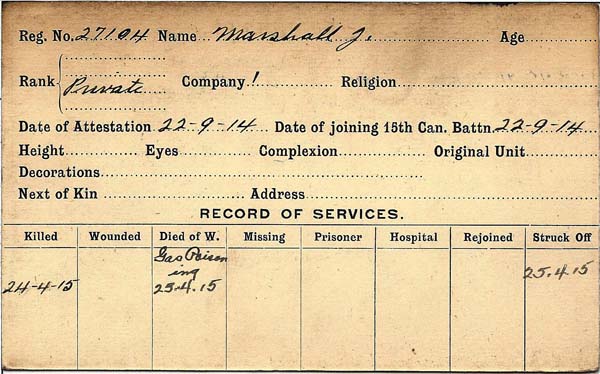 Reg. No. 27104 Name Marshall J. Age
Rank Private Company ! Religion
Date of Attestation 22-9-14 Date of joining 15th Can. Battn. 22-9-14
Height Eyes Complexion Original Unit
Decorations
Next of Kin Address
RECORD OF SERVICES.
Killed Wounded Died of W. Missing Prisoner Hospital Rejoined Struck Off
Gas Poison
ing 25.4.15
24-4-15 25.4.15